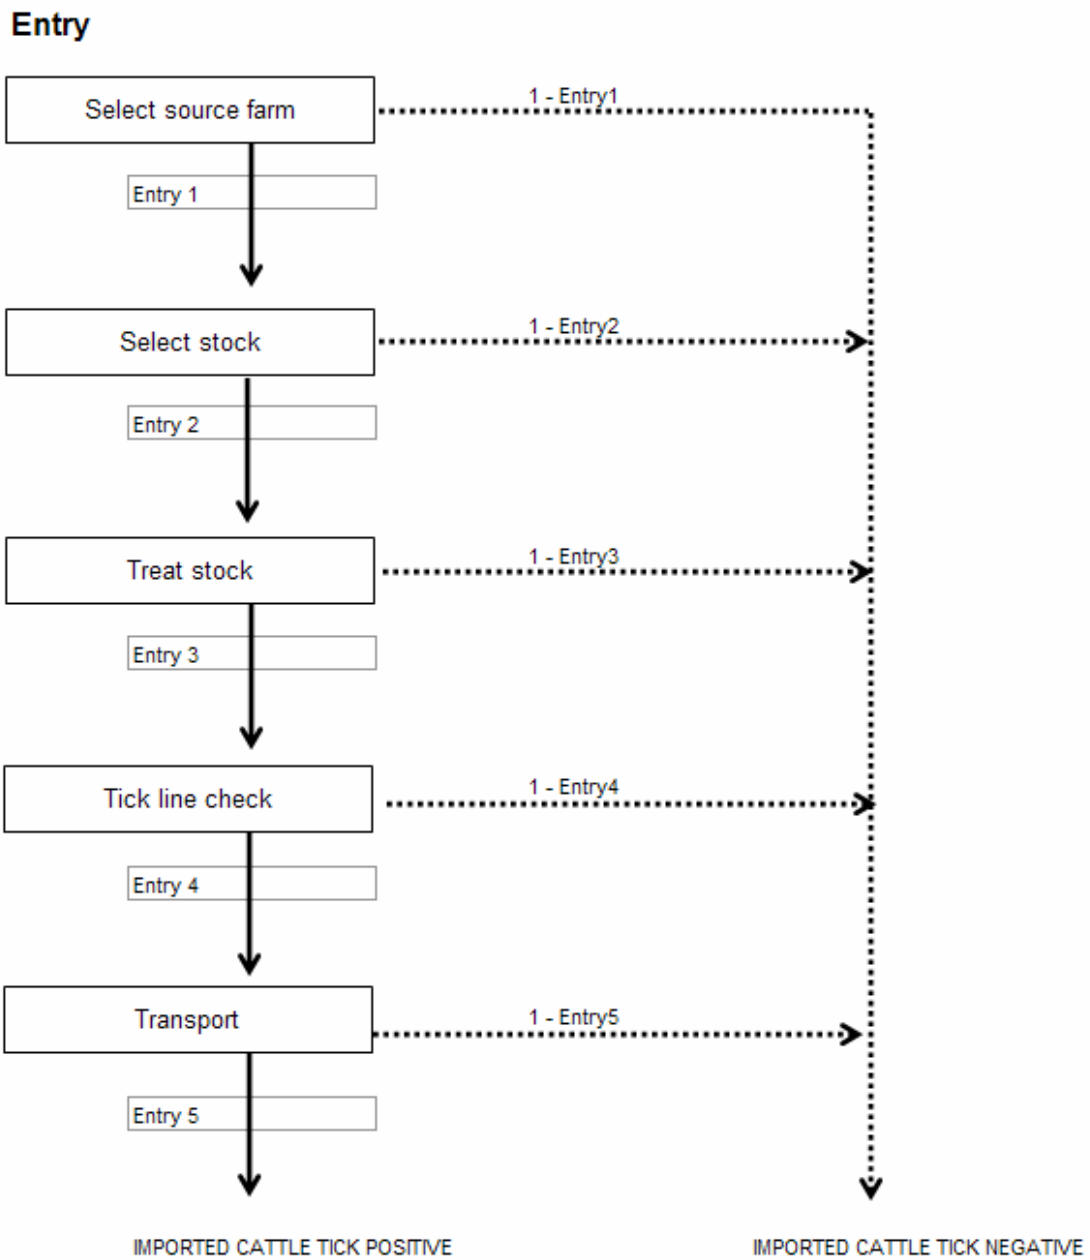 Entry
Select source farm
1 - Entry1
Entry 1
Select stock
1 - Entry2
Entry 2
Treat stock
1 - Entry3
Entry 3
Tick line check
1 - Entry4
Entry 4
Transport
1 - Entry5
Entry 5
IMPORTED CATTLE TICK POSITIVE
IMPORTED CATTLE TICK NEGATIVE